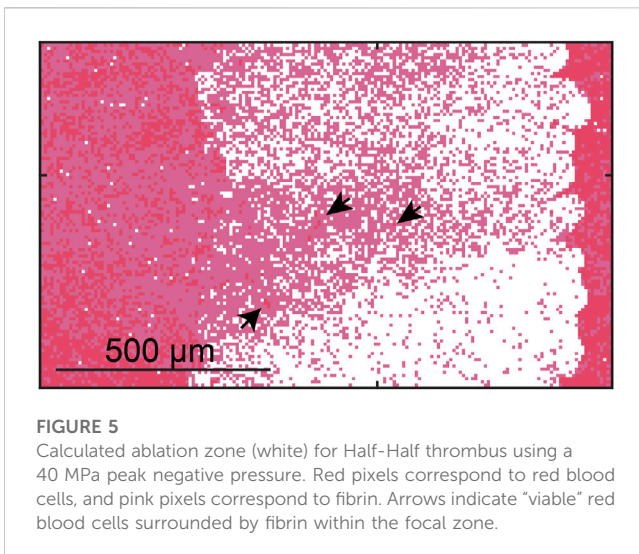 500 µm
FIGURE 5
Calculated ablation zone (white) for Half-Half thrombus using a
40 MPa peak negative pressure. Red pixels correspond to red blood
cells, and pink pixels correspond to fibrin. Arrows indicate “viable” red
blood cells surrounded by fibrin within the focal zone.